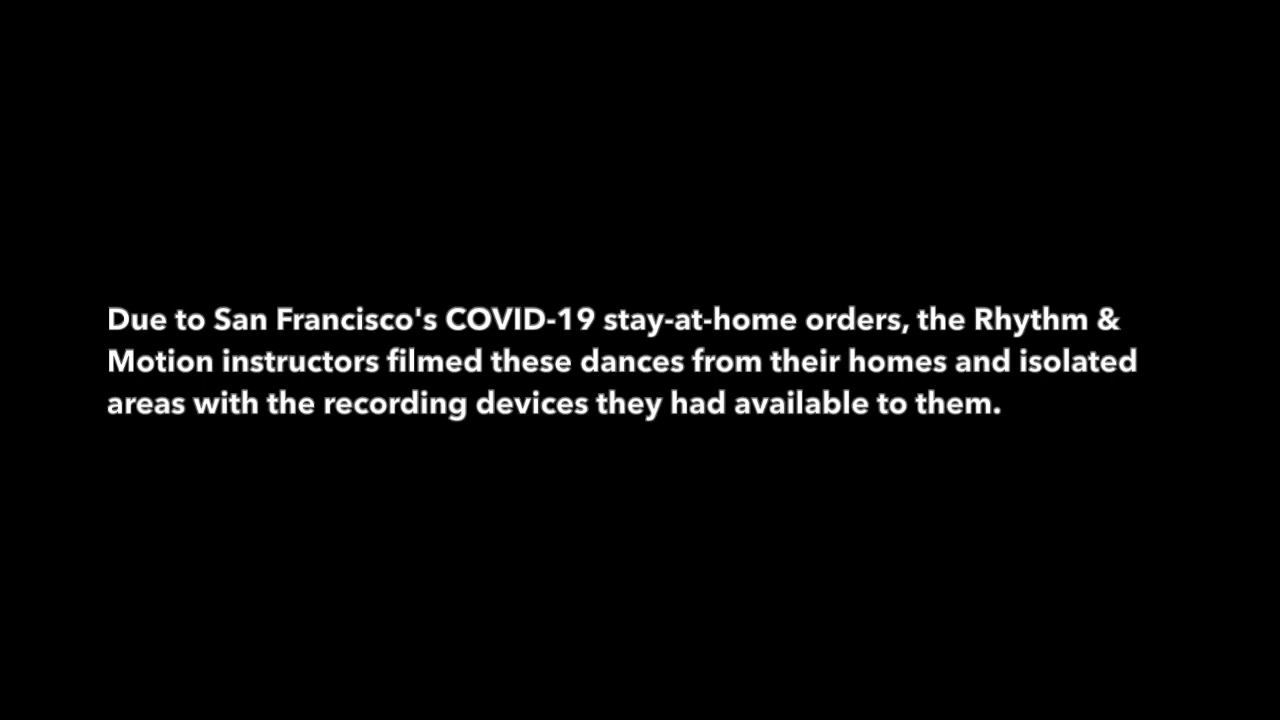 Due to San Francisco's COVID-19 stay-at-home orders, the Rhythm &
Motion instructors filmed these dances from their homes and isolated
areas with the recording devices they had available to them.